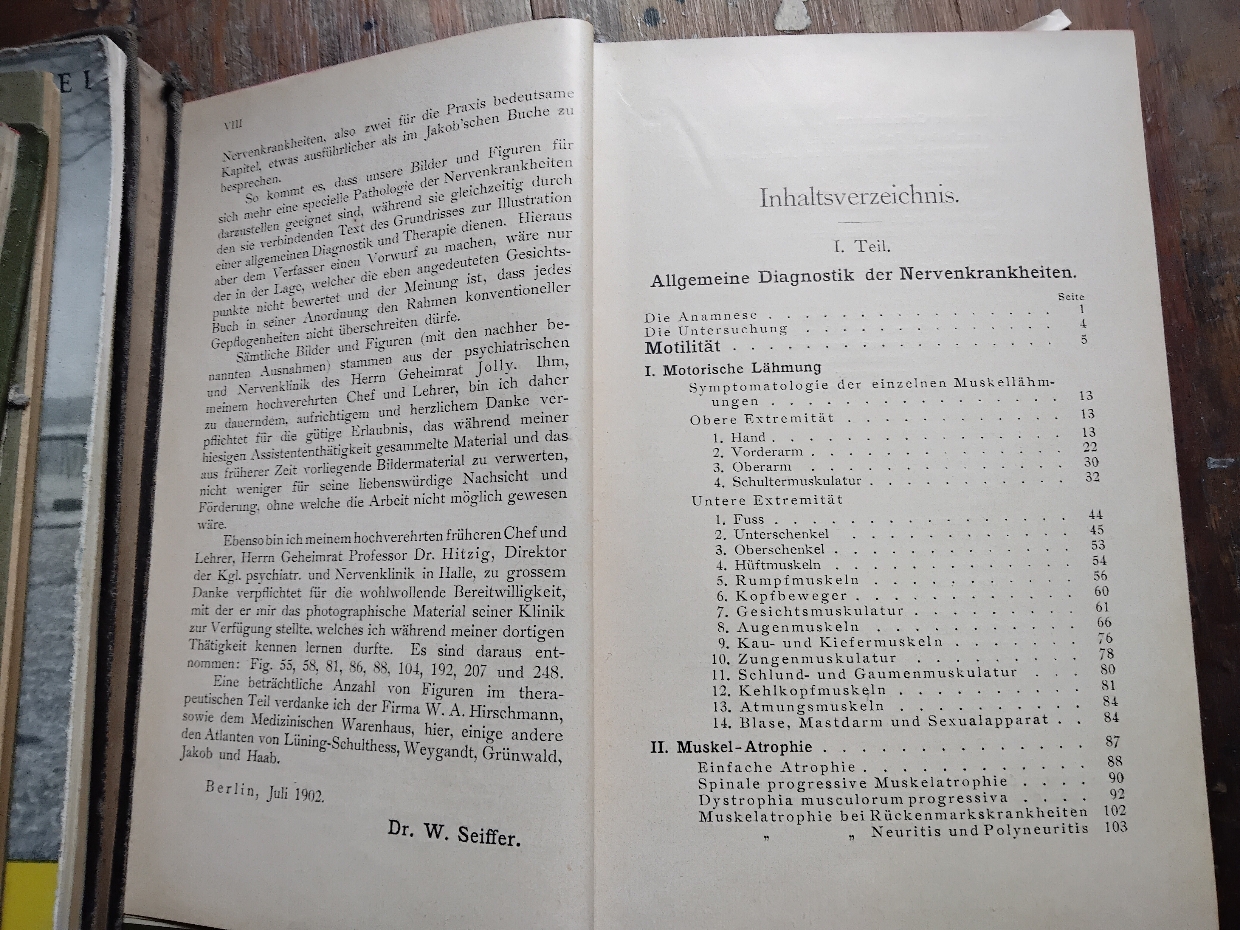 EL
VIII
Nervenkrankheiten, also zwei für die Praxis bedeutsame
Kapitel, etwas ausführlicher als im Jakob'schen Buche zu
besprechen.
So kommt es, dass unsere Bilder und Figuren für
sich mehr eine specielle Pathologie der Nervenkrankheiten
darzustellen geeignet sind, während sie gleichzeitig durch
den sie verbindenden Text des Grundrisses zur Illustration
einer allgemeinen Diagnostik und Therapie dienen. Hieraus
aber dem Verfasser einen Vorwurf zu machen, wäre nur
der in der Lage, welcher die eben angedeuteten Gesichts-
punkte nicht bewertet und der Meinung ist, dass jedes
Buch in seiner Anordnung den Rahmen konventioneller
Gepflogenheiten nicht überschreiten dürfe.
Sämtliche Bilder und Figuren (mit den nachher be-
nannten Ausnahmen) stammen aus der psychiatrischen
und Nervenklinik des Herrn Geheimrat Jolly. Ihm,
meinem hochverehrten Chef und Lehrer, bin ich daher
zu dauerndem, aufrichtigem und herzlichem Danke ver-
pflichtet für die gütige Erlaubnis, das während meiner
hiesigen Assistententhätigkeit gesammelte Material und das
aus früherer Zeit vorliegende Bildermaterial zu verwerten,
nicht weniger für seine liebenswürdige Nachsicht und
Förderung, ohne welche die Arbeit nicht möglich gewesen
wäre.
Ebenso bin ich meinem hochverehrten früheren Chef und
Lehrer, Herrn Geheimrat Professor Dr. Hitzig, Direktor
der Kgl. psychiatr. und Nervenklinik in Halle, zu grossem
Danke verpflichtet für die wohlwollende Bereitwilligkeit,
mit der er mir das photographische Material seiner Klinik
zur Verfügung stellte, welches ich während meiner dortigen
Thätigkeit kennen lernen durfte. Es sind daraus ent-
nommen: Fig. 55, 58, 81, 86, 88, 104, 192, 207 und 248.
Eine beträchtliche Anzahl von Figuren im thera-
peutischen Teil verdanke ich der Firma W. A. Hirschmann,
sowie dem Medizinischen Warenhaus, hier, einige andere
den Atlanten von Lüning-Schulthess, Weygandt, Grünwald,
Jakob und Haab.
Berlin, Juli 1902.
Dr. W. Seiffer.
Inhaltsverzeichnis.
I. Teil.
Allgemeine Diagnostik der Nervenkrankheiten.
Seite
Die Anamnese . . . . . . . . . . . . . . . 1
Die Untersuchung . . . . . . . . . . . . . . 4
Motilität . . . . . . . . . . . . . . . . . 5
I. Motorische Lähmung
Symptomatologie der einzelnen Muskellähm-
ungen . . . . . . . . . . . . . . . 13
Obere Extremität . . . . . . . . . . . . 13
1. Hand . . . . . . . . . . . . . . . 13
2. Vorderarm . . . . . . . . . . . . . 22
3. Oberarm . . . . . . . . . . . . . 30
4. Schultermuskulatur . . . . . . . . . . 32
Untere Extremität
1. Fuss . . . . . . . . . . . . . . . 44
2. Unterschenkel . . . . . . . . . . . . 45
3. Oberschenkel . . . . . . . . . . . . 53
4. Hüftmuskeln . . . . . . . . . . . . 54
5. Rumpfmuskeln . . . . . . . . . . . 56
6. Kopfbeweger . . . . . . . . . . . . 60
7. Gesichtsmuskulatur . . . . . . . . . 61
8. Augenmuskeln . . . . . . . . . . . 66
9. Kau- und Kiefermuskeln . . . . . . . 76
10. Zungenmuskulatur . . . . . . . . . 78
11. Schlund- und Gaumenmuskulatur . . . 80
12. Kehlkopfmuskeln . . . . . . . . . . 81
13. Atmungsmuskeln . . . . . . . . . . 84
14. Blase, Mastdarm und Sexualapparat . . 84
II. Muskel-Atrophie . . . . . . . . . . . . . . 87
Einfache Atrophie . . . . . . . . . . . . 88
Spinale progressive Muskelatrophie . . . . 90
Dystrophia musculorum progressiva . . . . 92
Muskelatrophie bei Rückenmarkskrankheiten 102
„ „ Neuritis und Polyneuritis 103